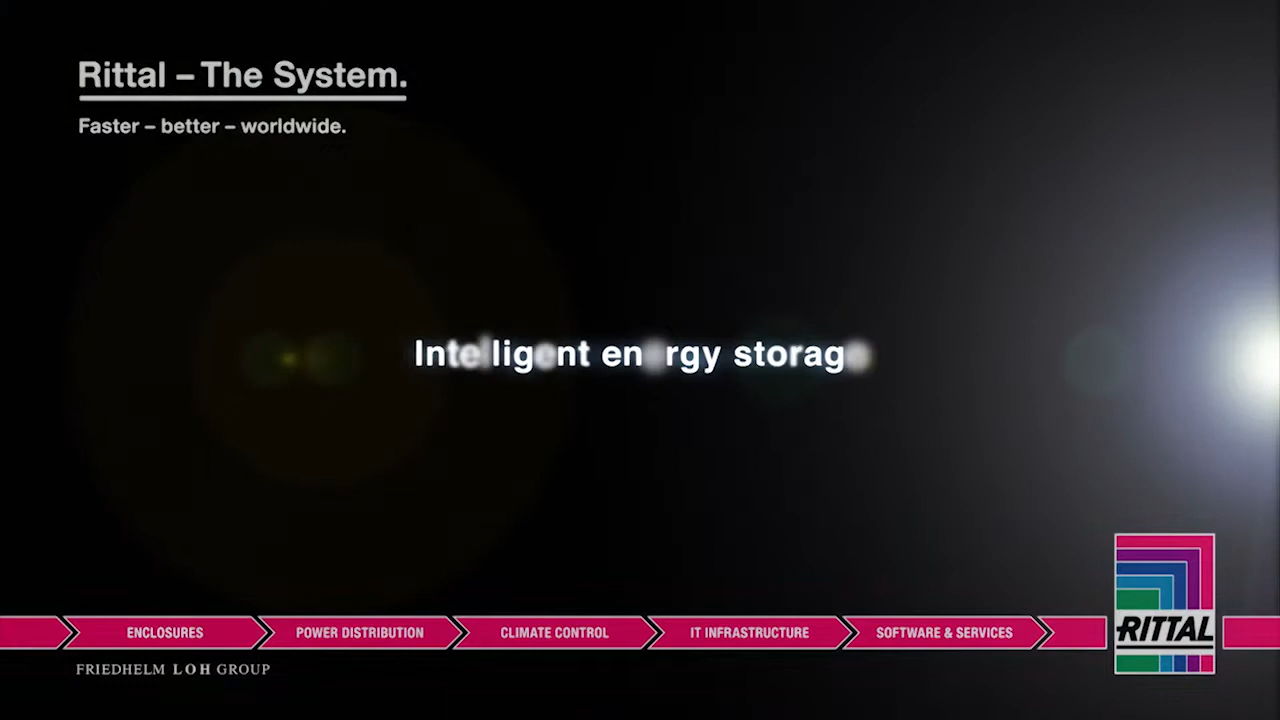 Rittal – The System.
Faster – better – worldwide.
Intelligent energy storage
ENCLOSURES
POWER DISTRIBUTION
CLIMATE CONTROL
IT INFRASTRUCTURE
SOFTWARE & SERVICES
RITTAL
FRIEDHELM LOH GROUP